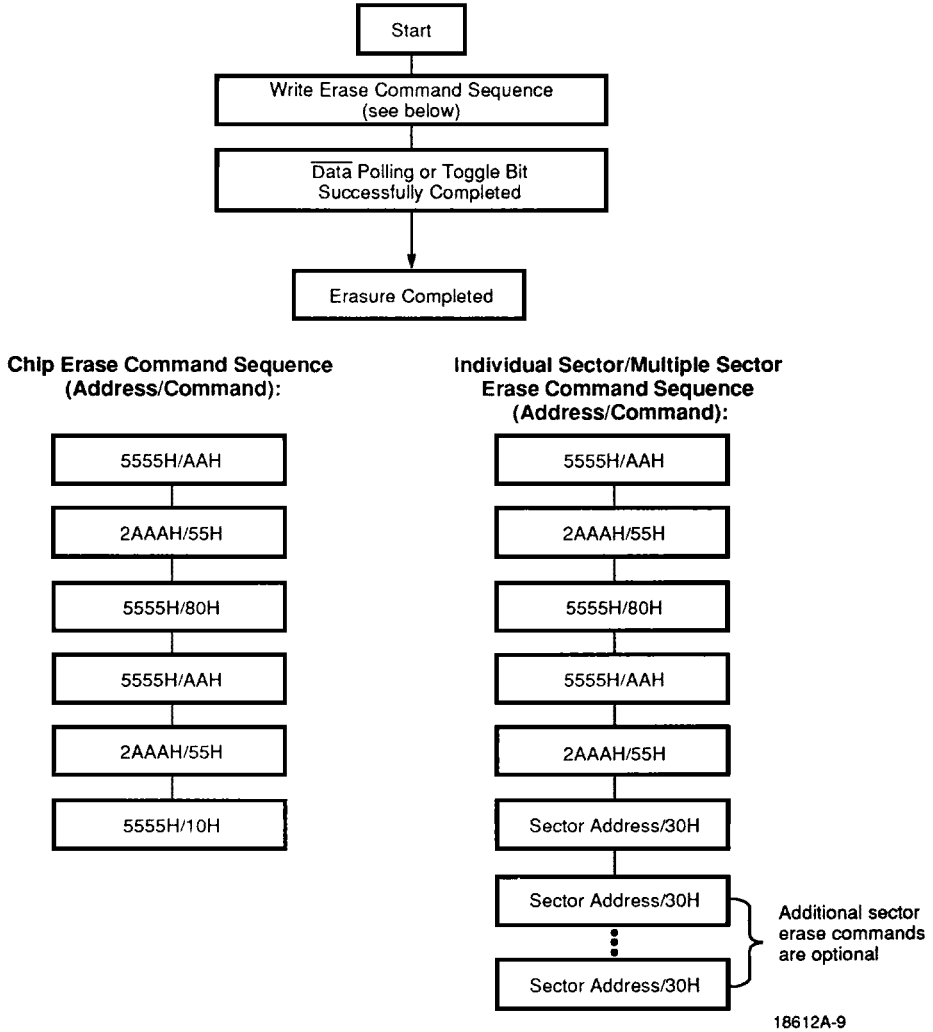 Start
Write Erase Command Sequence
(see below)
Data Polling or Toggle Bit
Successfully Completed
Erasure Completed
Chip Erase Command Sequence
(Address/Command):
5555H/AAH
2AAAH/55H
5555H/80H
5555H/AAH
2AAAH/55H
5555H/10H
Individual Sector/Multiple Sector
Erase Command Sequence
(Address/Command):
5555H/AAH
2AAAH/55H
5555H/80H
5555H/AAH
2AAAH/55H
Sector Address/30H
Sector Address/30H
Sector Address/30H
Additional sector
erase commands
are optional
18612A-9